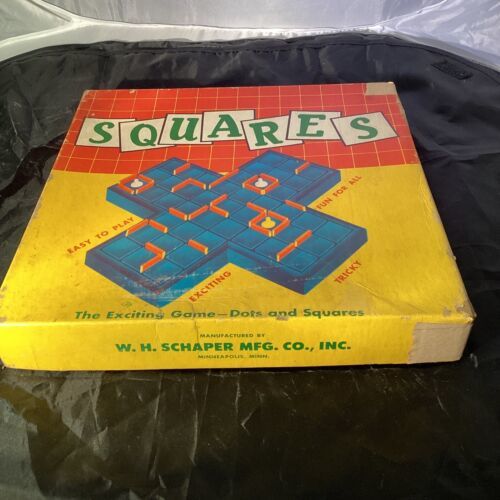 SQUARES
EASY TO PLAY
FUN FOR ALL
EXCITING
TRICKY
The Exciting Game—Dots and Squares
MANUFACTURED BY
W. H. SCHAPER MFG. CO., INC.
MINNEAPOLIS, MINN.